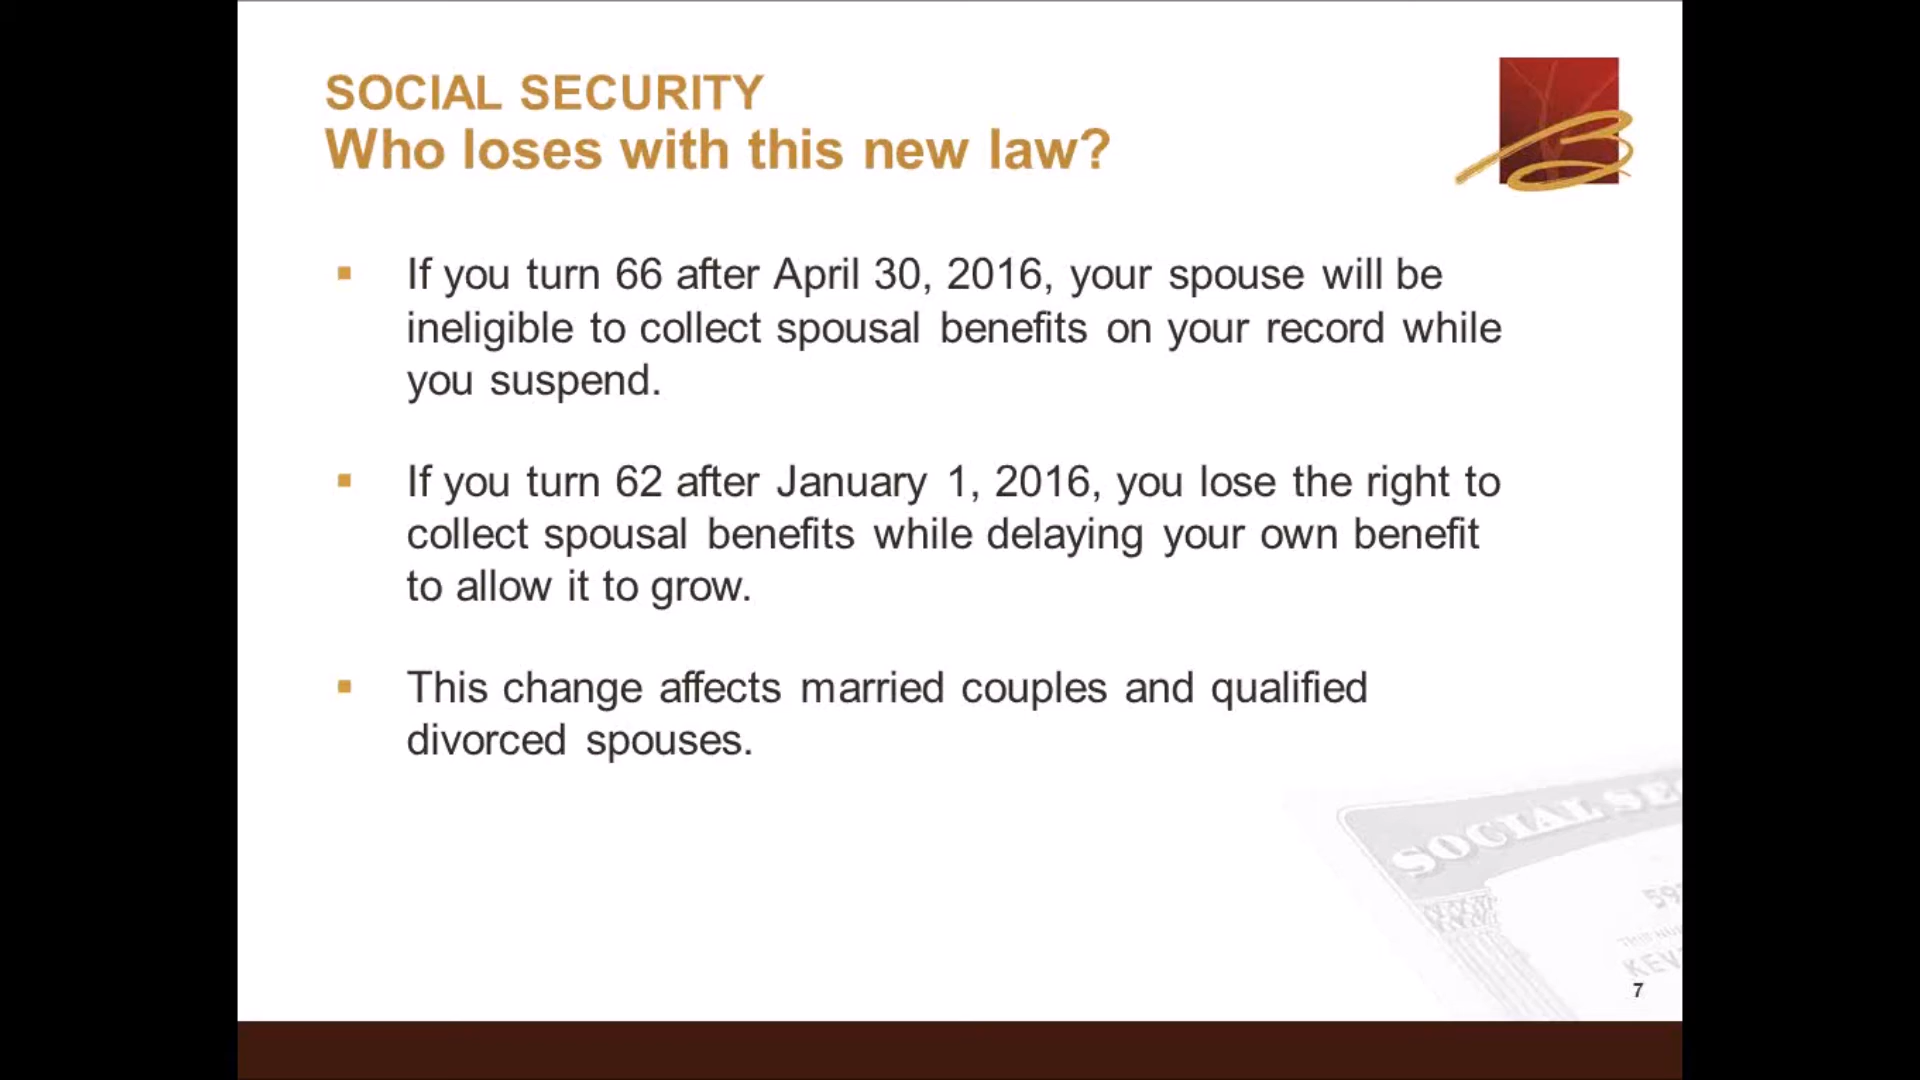 SOCIAL SECURITY
Who loses with this new law?
▪ If you turn 66 after April 30, 2016, your spouse will be
ineligible to collect spousal benefits on your record while
you suspend.
▪ If you turn 62 after January 1, 2016, you lose the right to
collect spousal benefits while delaying your own benefit
to allow it to grow.
▪ This change affects married couples and qualified
divorced spouses.
SOCIAL SE
59
KEV
7